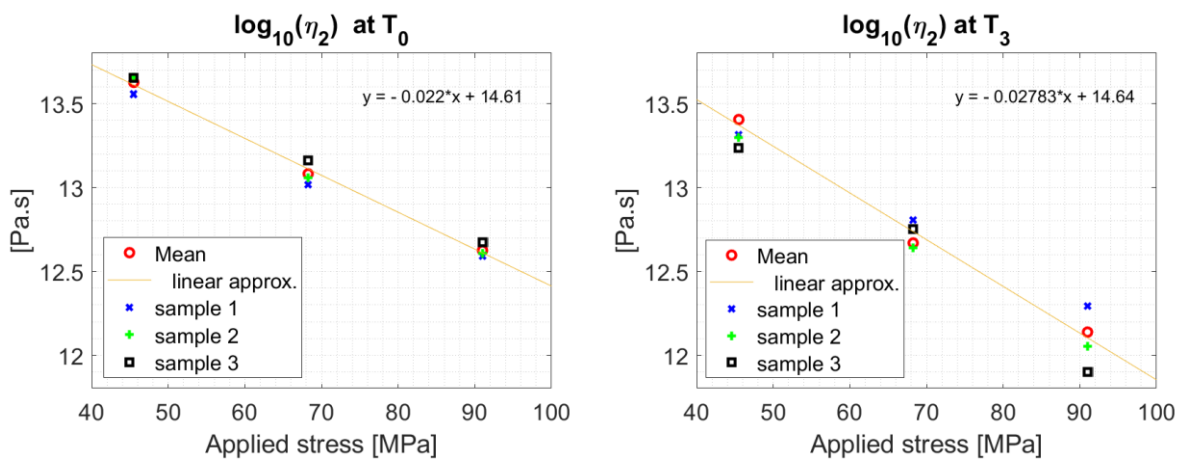 log10(η2) at T0
y = - 0.022*x + 14.61
13.5
13
12.5
12
[Pa.s]
Mean
linear approx.
sample 1
sample 2
sample 3
40 50 60 70 80 90 100
Applied stress [MPa]
log10(η2) at T3
y = - 0.02783*x + 14.64
13.5
13
12.5
12
[Pa.s]
Mean
linear approx.
sample 1
sample 2
sample 3
40 50 60 70 80 90 100
Applied stress [MPa]